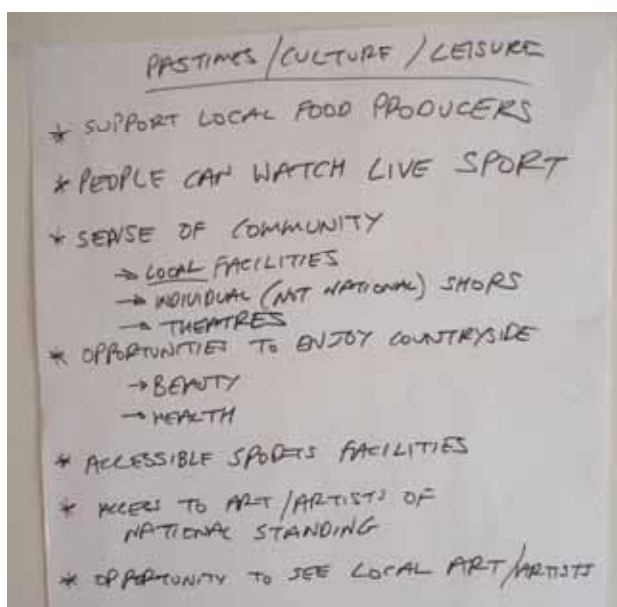 PASTIMES/CULTURE/LEISURE
* SUPPORT LOCAL FOOD PRODUCERS
* PEOPLE CAN WATCH LIVE SPORT
* SENSE OF COMMUNITY
→ LOCAL FACILITIES
→ INDIVIDUAL (NOT NATIONAL) SHOPS
→ THEATRES
* OPPORTUNITIES TO ENJOY COUNTRYSIDE
→ BEAUTY
→ HEALTH
* ACCESSIBLE SPORTS FACILITIES
* ACCESS TO ART/ARTISTS OF
NATIONAL STANDING
* OPPORTUNITY TO SEE LOCAL ART/ARTISTS